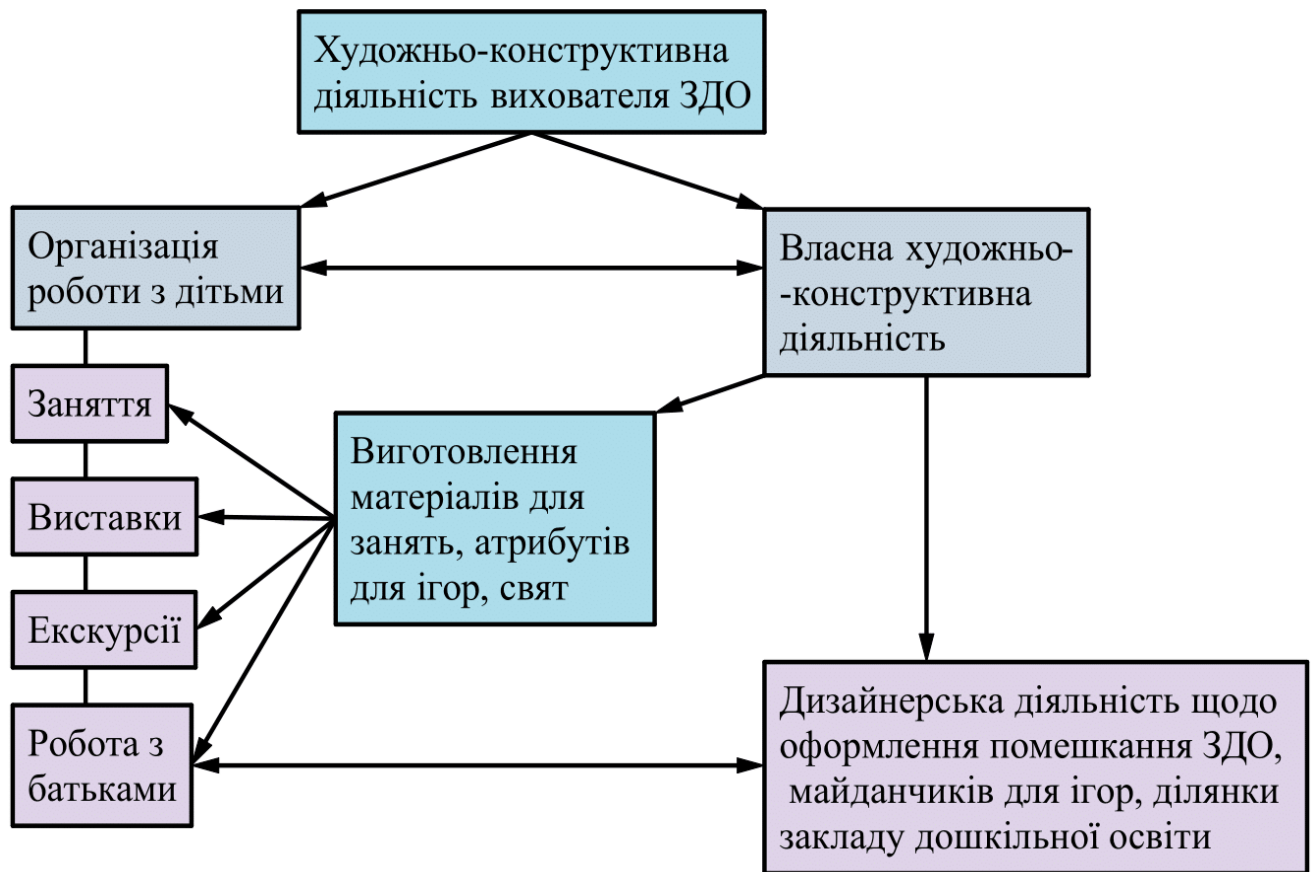 Художньо-конструктивна
діяльність вихователя ЗДО
Організація
роботи з дітьми
Власна художньо-
-конструктивна
діяльність
Заняття
Виставки
Екскурсії
Робота з
батьками
Виготовлення
матеріалів для
занять, атрибутів
для ігор, свят
Дизайнерська діяльність щодо
оформлення помешкання ЗДО,
майданчиків для ігор, ділянки
закладу дошкільної освіти